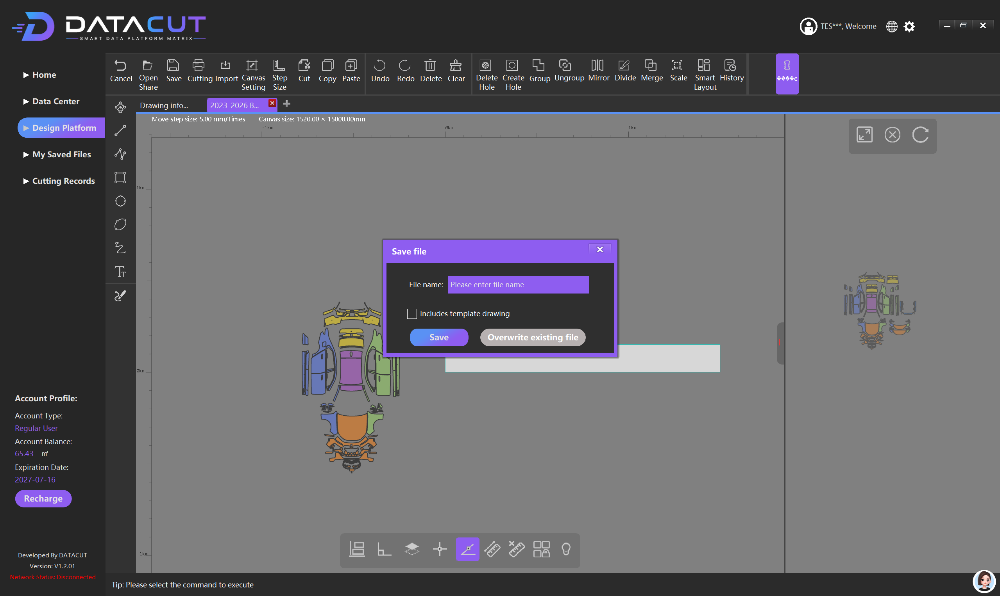 DATACUT
SMART DATA PLATFORM MATRIX
TES***, Welcome
Home
Data Center
Design Platform
My Saved Files
Cutting Records
Cancel
Open Share
Save
Cutting
Import
Canvas Setting
Step Size
Cut
Copy
Paste
Undo
Redo
Delete
Clear
Delete Hole
Create Hole
Group
Ungroup
Mirror
Divide
Merge
Scale
Smart Layout
History
����c
Drawing info...
2023-2026 B...
Move step size: 5.00 mm/Times
Canvas size: 1520.00 × 15000.00mm
-1km
0km
1km
1km
0km
-1km
Save file
File name:
Please enter file name
Includes template drawing
Save
Overwrite existing file
Account Profile:
Account Type:
Regular User
Account Balance:
65.43 ㎡
Expiration Date:
2027-07-16
Recharge
Developed By DATACUT
Version: V1.2.01
Network Status: Disconnected
Tip: Please select the command to execute